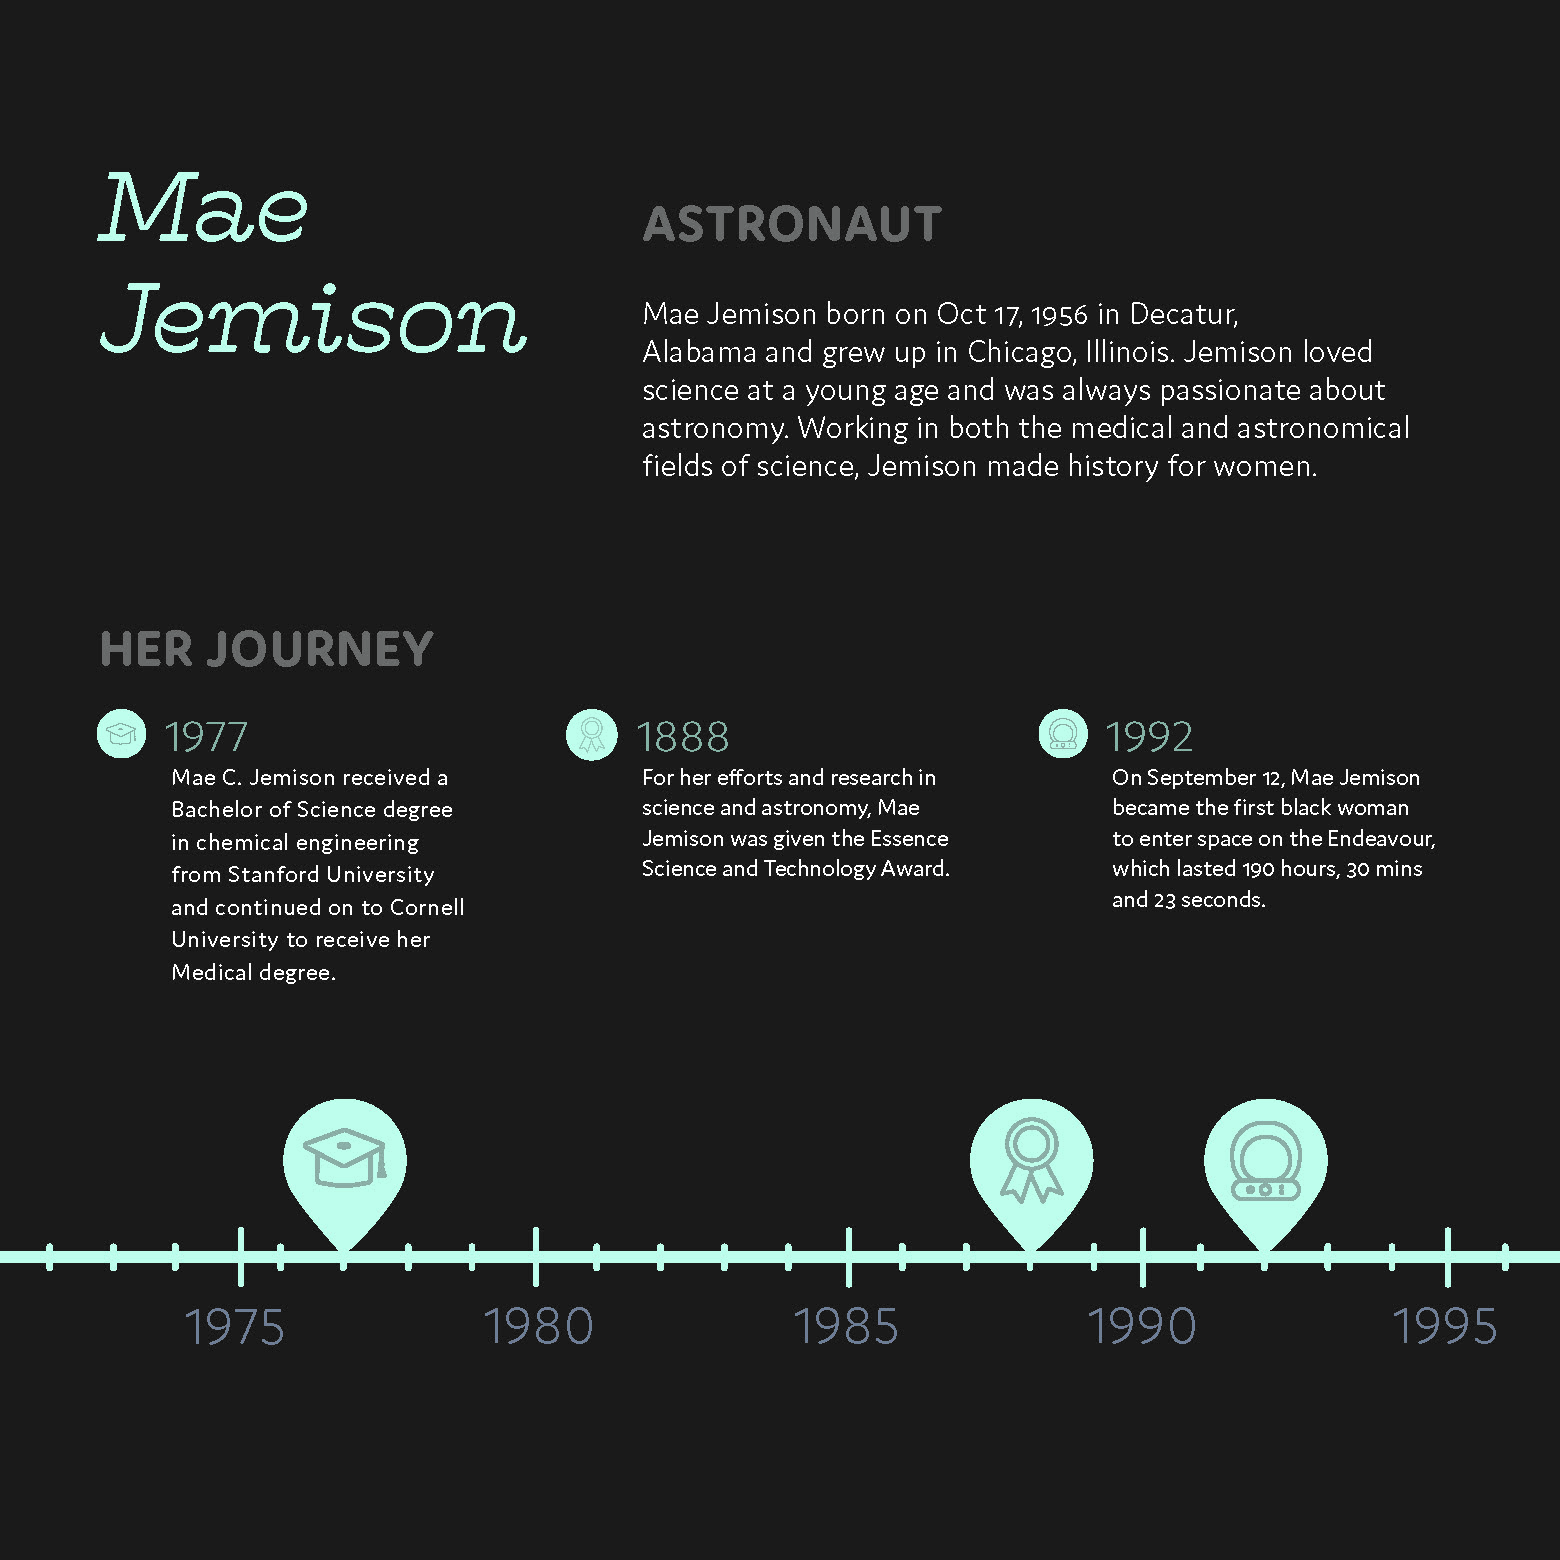 Mae
Jemison
ASTRONAUT
Mae Jemison born on Oct 17, 1956 in Decatur,
Alabama and grew up in Chicago, Illinois. Jemison loved
science at a young age and was always passionate about
astronomy. Working in both the medical and astronomical
fields of science, Jemison made history for women.
HER JOURNEY
1977
Mae C. Jemison received a
Bachelor of Science degree
in chemical engineering
from Stanford University
and continued on to Cornell
University to receive her
Medical degree.
1888
For her efforts and research in
science and astronomy, Mae
Jemison was given the Essence
Science and Technology Award.
1992
On September 12, Mae Jemison
became the first black woman
to enter space on the Endeavour,
which lasted 190 hours, 30 mins
and 23 seconds.
1975
1980
1985
1990
1995